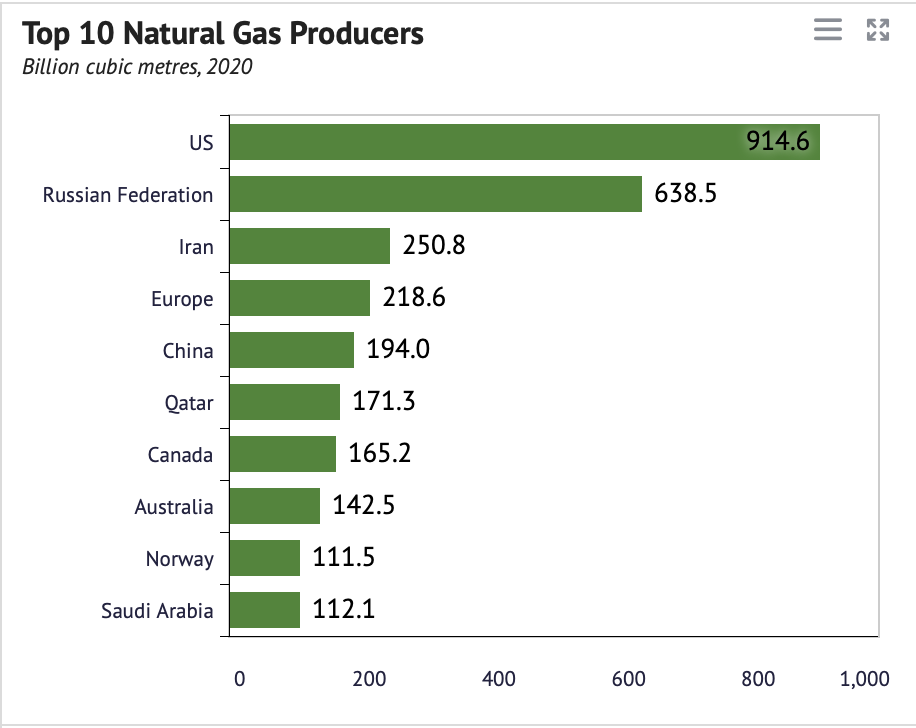 Top 10 Natural Gas Producers
Billion cubic metres, 2020
US 914.6
Russian Federation 638.5
Iran 250.8
Europe 218.6
China 194.0
Qatar 171.3
Canada 165.2
Australia 142.5
Norway 111.5
Saudi Arabia 112.1
0 200 400 600 800 1,000